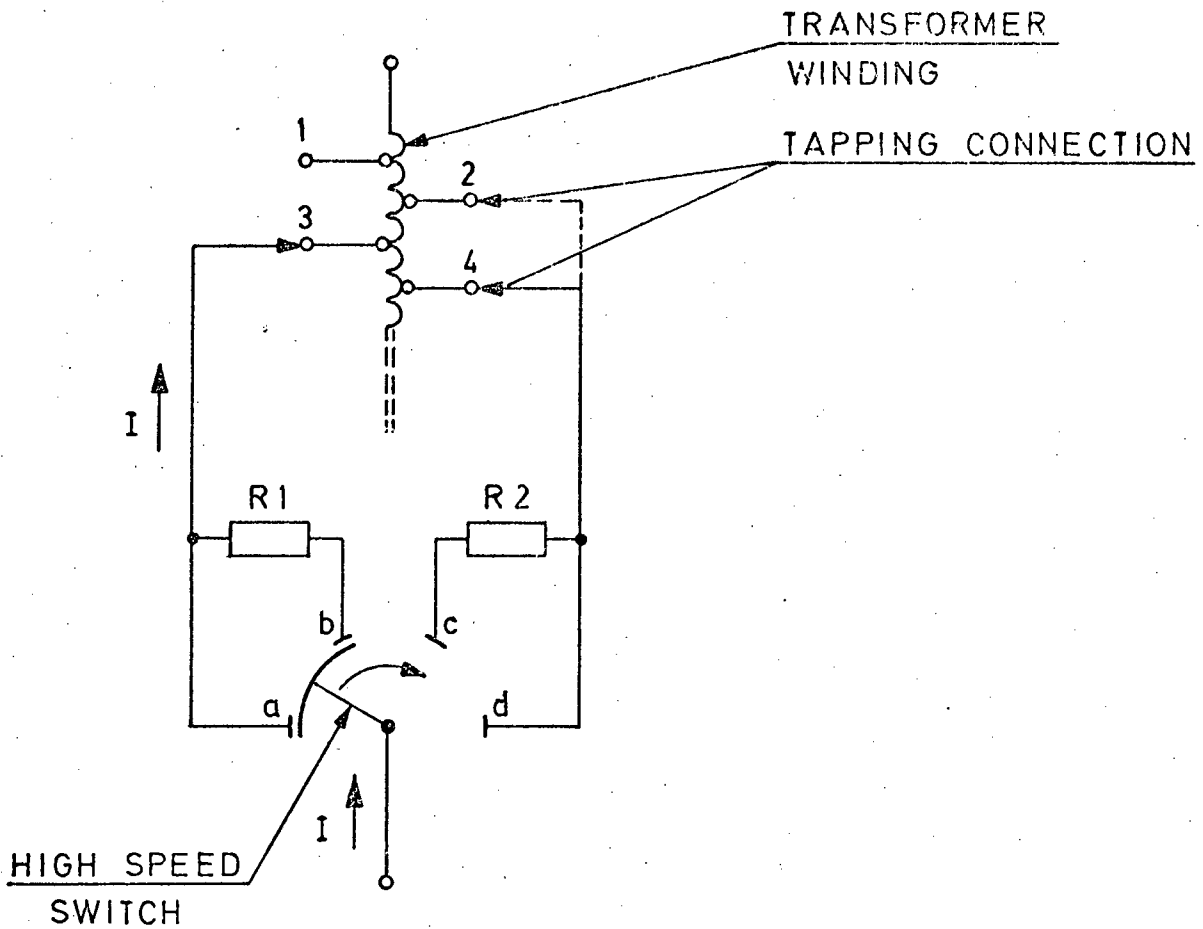 TRANSFORMER
WINDING
1
TAPPING CONNECTION
2
3
4
I
R1
R2
b
c
a
d
I
HIGH SPEED
SWITCH